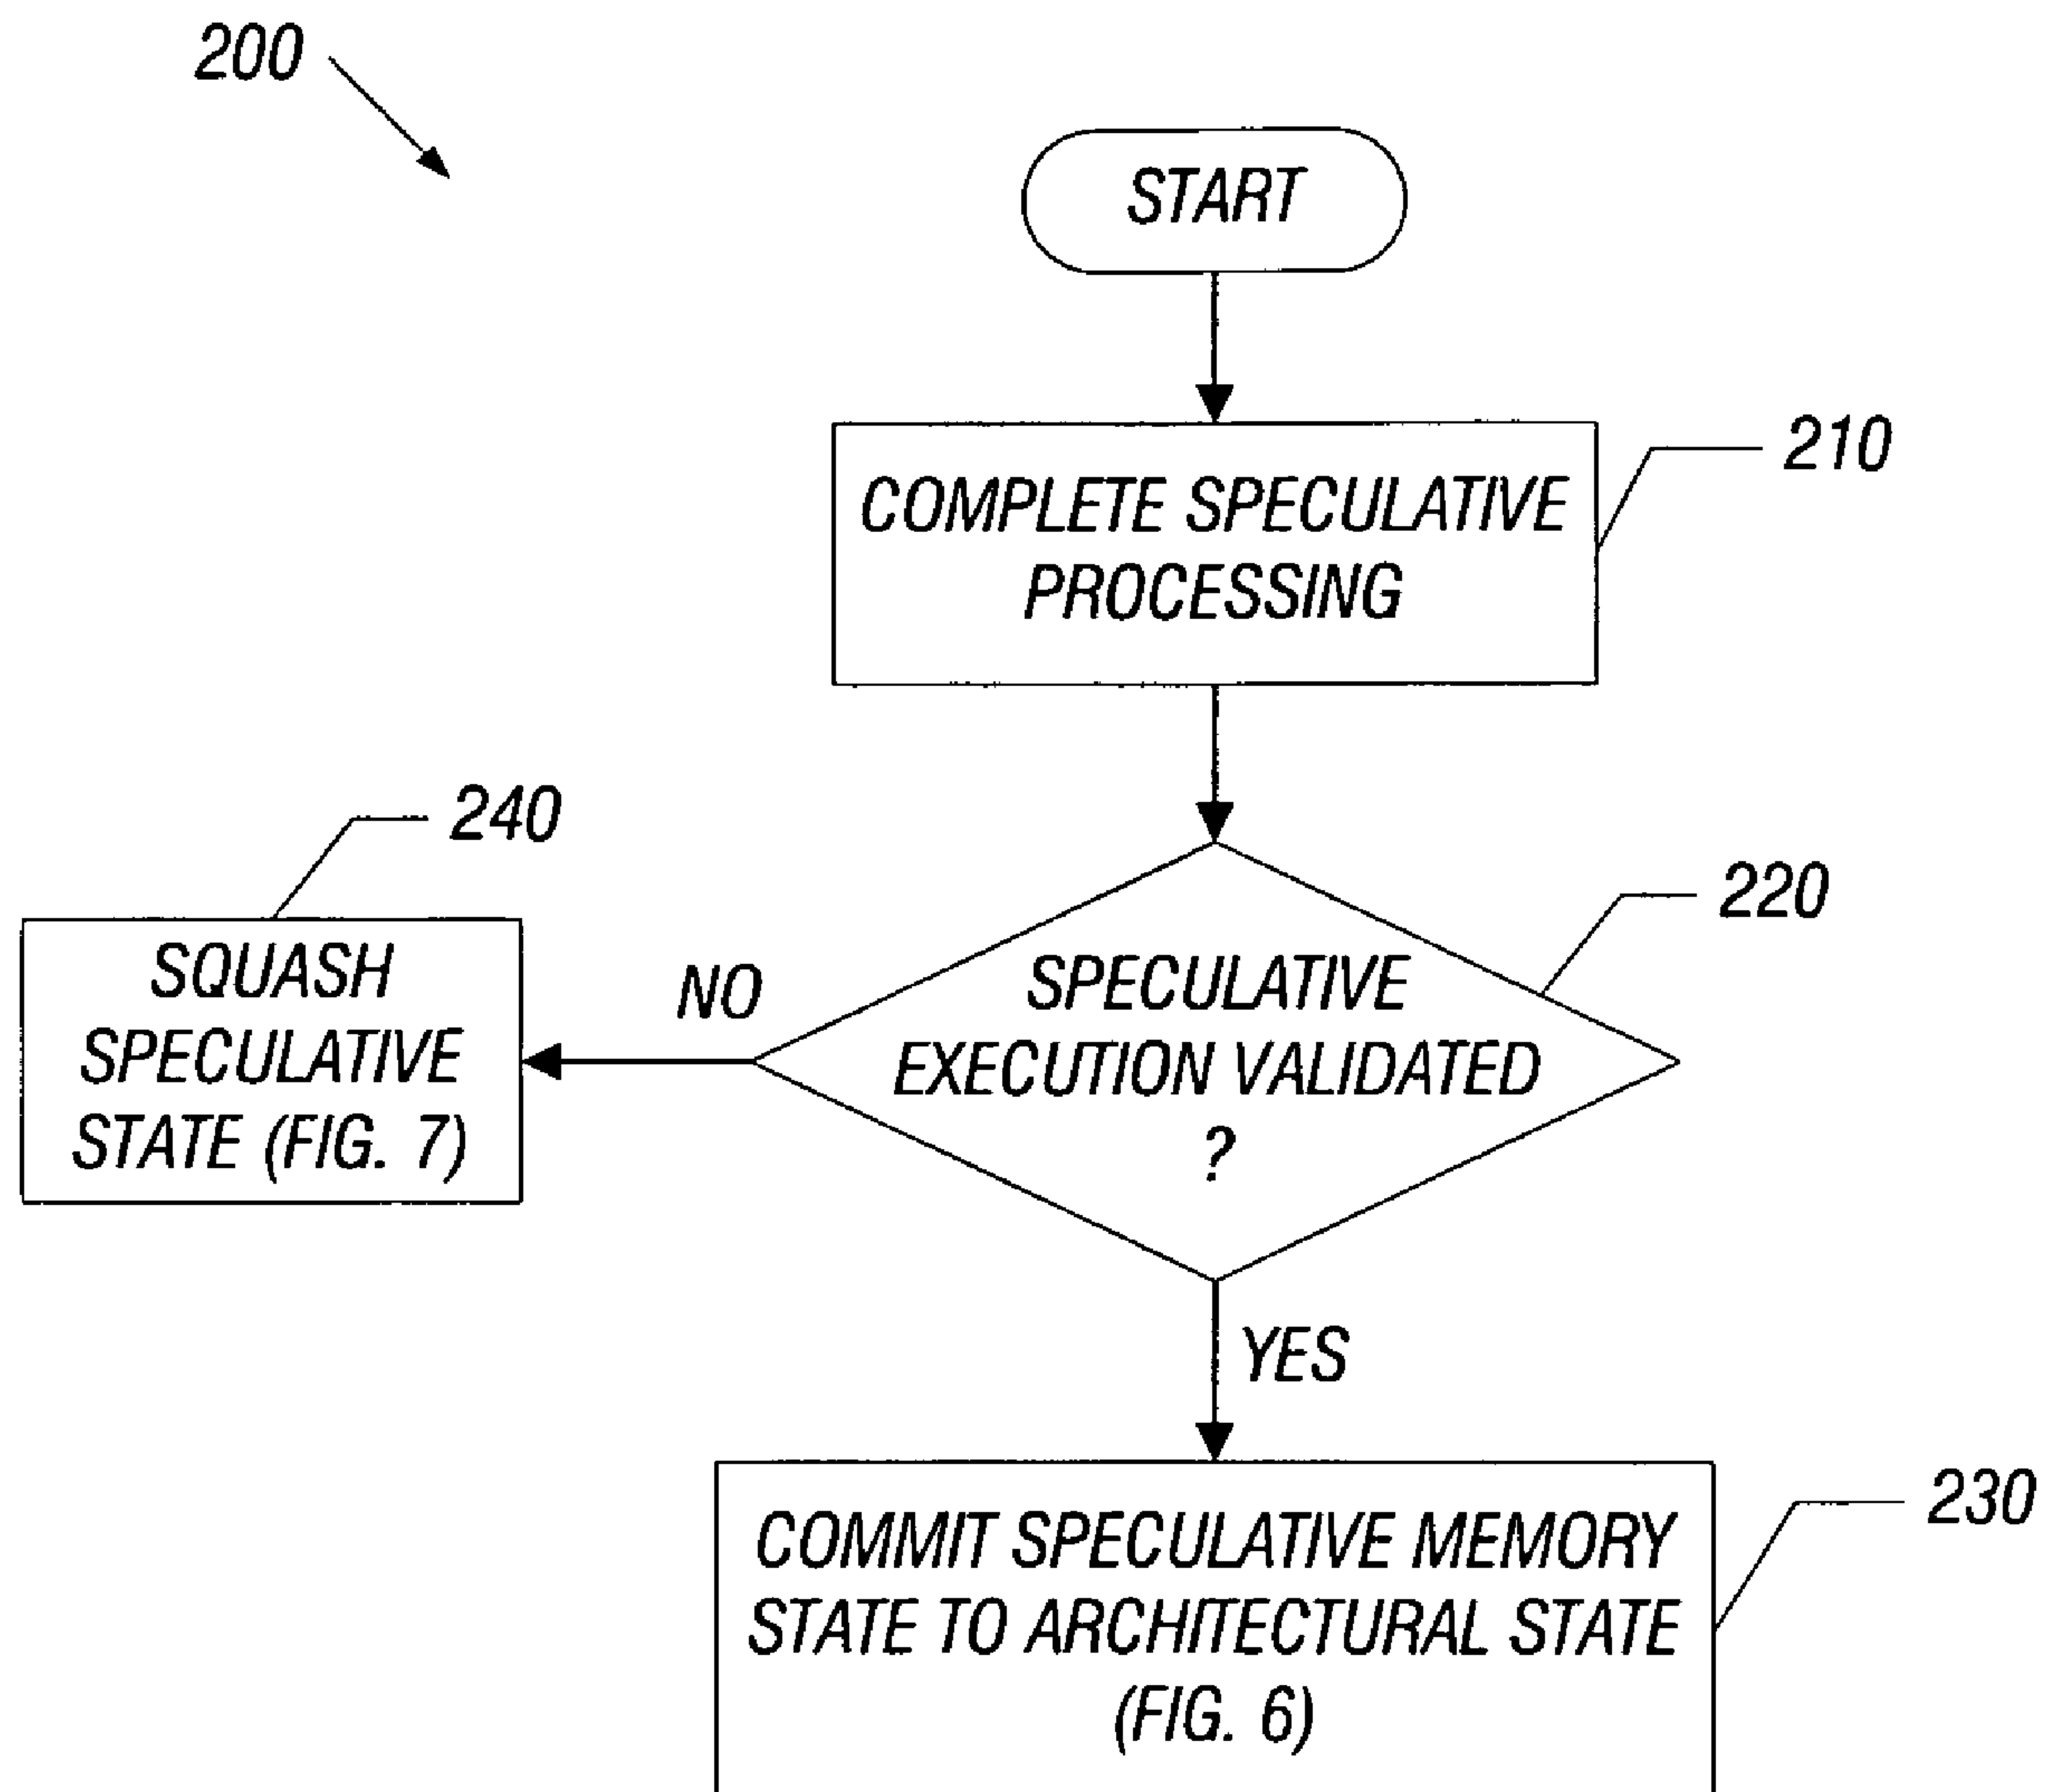 200
START
COMPLETE SPECULATIVE
PROCESSING
210
240
220
SQUASH
SPECULATIVE
STATE (FIG. 7)
NO
SPECULATIVE
EXECUTION VALIDATED
?
YES
COMMIT SPECULATIVE MEMORY
STATE TO ARCHITECTURAL STATE
(FIG. 6)
230